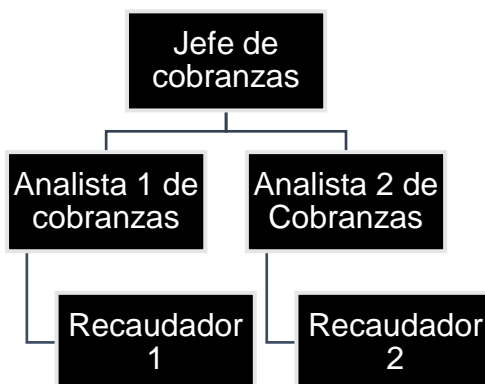 Jefe de
cobranzas
Analista 1 de
cobranzas
Analista 2 de
Cobranzas
Recaudador
1
Recaudador
2